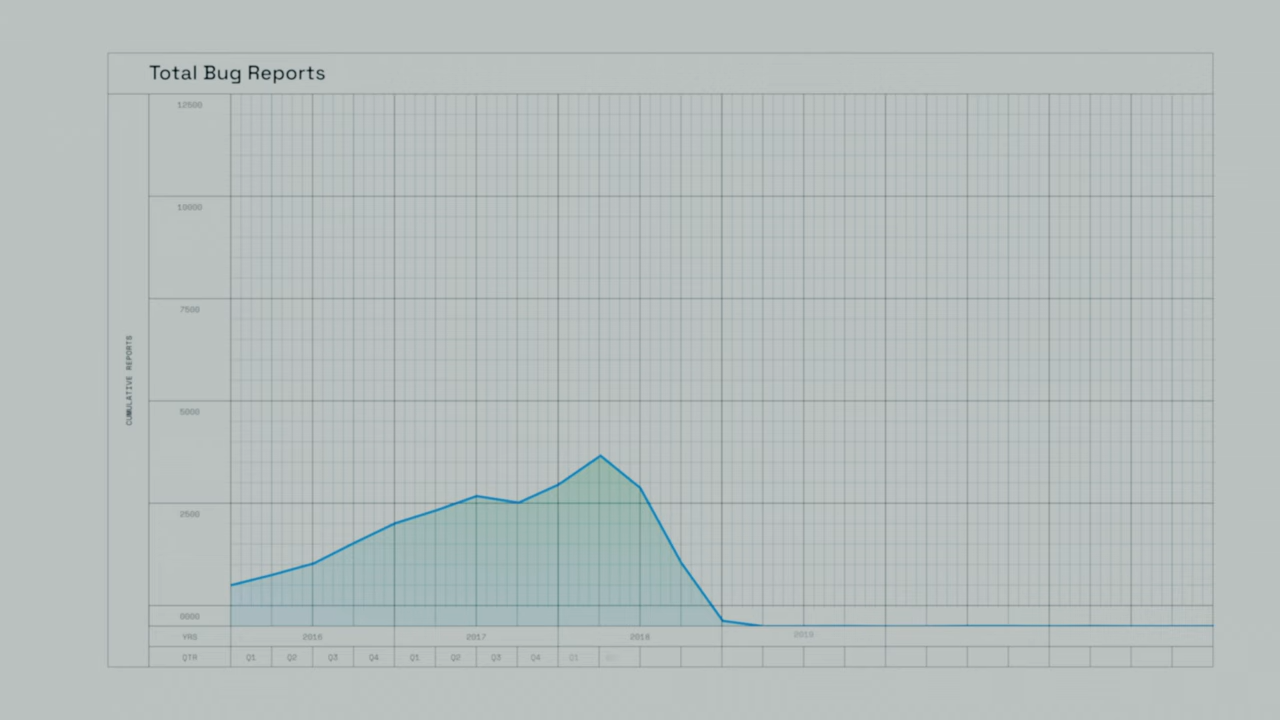 Total Bug Reports
12500
10000
7500
5000
2500
0000
CUMULATIVE REPORTS
YRS 2016 2017 2018 2019
QTR Q1 Q2 Q3 Q4 Q1 Q2 Q3 Q4 Q1